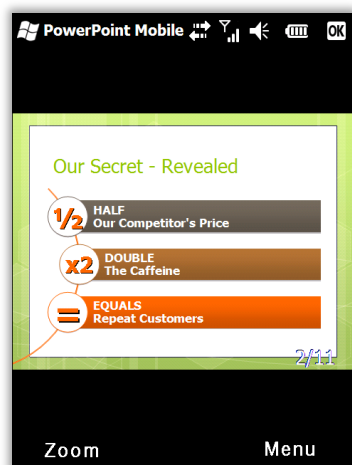 PowerPoint Mobile OK
Our Secret - Revealed
1/2 HALF
Our Competitor's Price
x2 DOUBLE
The Caffeine
= EQUALS
Repeat Customers
2/11
Zoom Menu